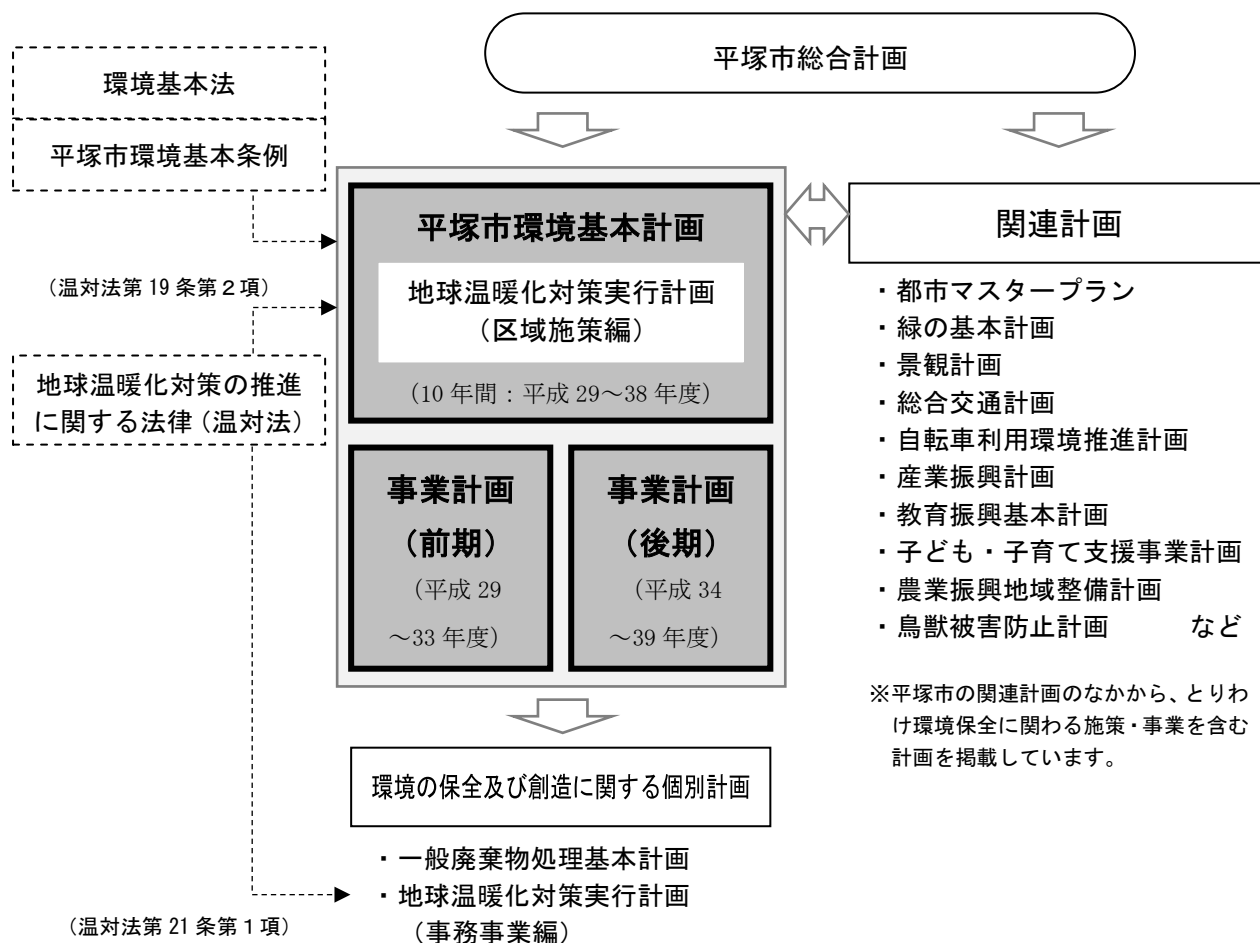 平塚市総合計画
環境基本法
平塚市環境基本条例
(温対法第19条第2項)
地球温暖化対策の推進
に関する法律(温対法)
(温対法第21条第1項)
平塚市環境基本計画
地球温暖化対策実行計画
(区域施策編)
(10年間:平成29~38年度)
事業計画
(前期)
(平成29
~33年度)
事業計画
(後期)
(平成34
~39年度)
環境の保全及び創造に関する個別計画
・一般廃棄物処理基本計画
・地球温暖化対策実行計画
(事務事業編)
関連計画
・都市マスタープラン
・緑の基本計画
・景観計画
・総合交通計画
・自転車利用環境推進計画
・産業振興計画
・教育振興基本計画
・子ども・子育て支援事業計画
・農業振興地域整備計画
・鳥獣被害防止計画 など
※平塚市の関連計画のなかから、とりわ
け環境保全に関わる施策・事業を含む
計画を掲載しています。